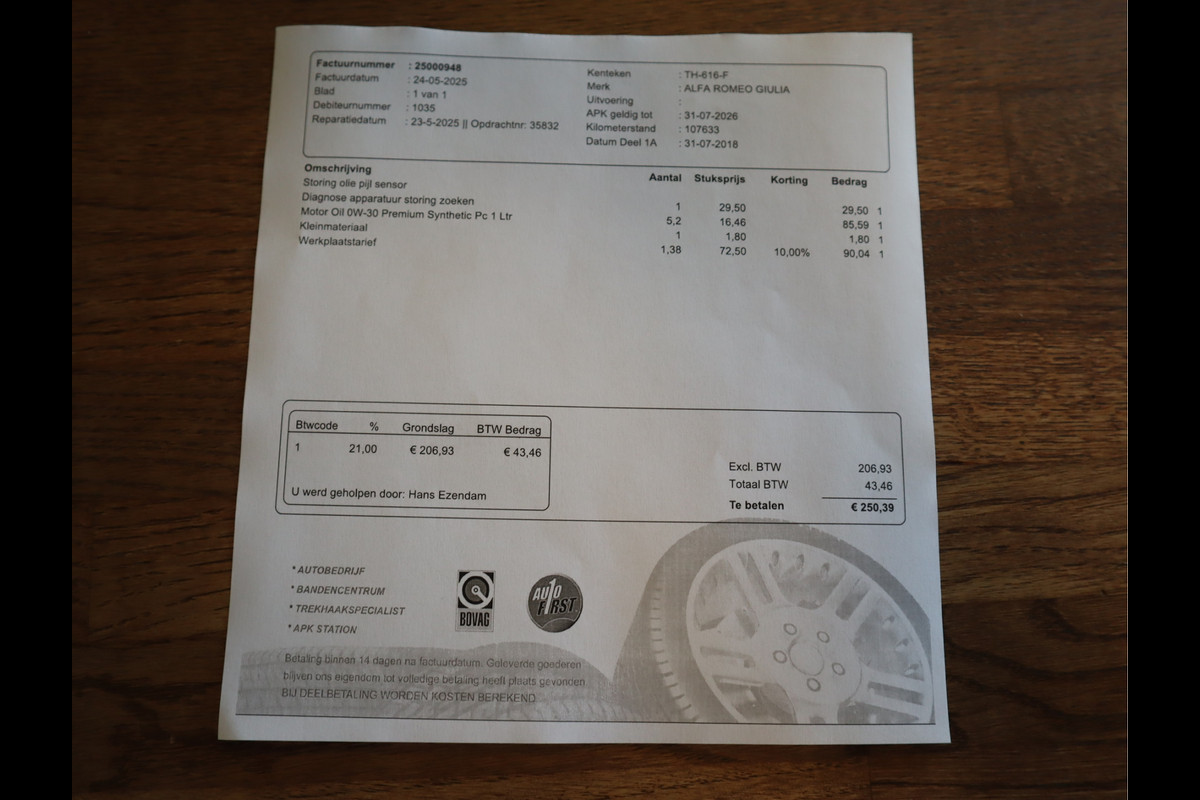 Factuurnummer : 25000948
Factuurdatum : 24-05-2025
Blad : 1 van 1
Debiteurnummer : 1035
Reparatiedatum : 23-5-2025 || Opdrachtnr: 35832
Kenteken : TH-616-F
Merk : ALFA ROMEO GIULIA
Uitvoering :
APK geldig tot : 31-07-2026
Kilometerstand : 107633
Datum Deel 1A : 31-07-2018
Omschrijving Aantal Stuksprijs Korting Bedrag
Storing olie pijl sensor
Diagnose apparatuur storing zoeken 1 29,50 29,50 1
Motor Oil 0W-30 Premium Synthetic Pc 1 Ltr 5,2 16,46 85,59 1
Kleinmateriaal 1 1,80 1,80 1
Werkplaatstarief 1,38 72,50 10,00% 90,04 1
Btwcode % Grondslag BTW Bedrag
1 21,00 € 206,93 € 43,46
U werd geholpen door: Hans Ezendam
Excl. BTW 206,93
Totaal BTW 43,46
Te betalen € 250,39
* AUTOBEDRIJF
* BANDENCENTRUM
* TREKHAAKSPECIALIST
* APK STATION
BOVAG
AUTO
FIRST
Betaling binnen 14 dagen na factuurdatum. Geleverde goederen
blijven ons eigendom tot volledige betaling heeft plaats gevonden.
BIJ DEELBETALING WORDEN KOSTEN BEREKEND.